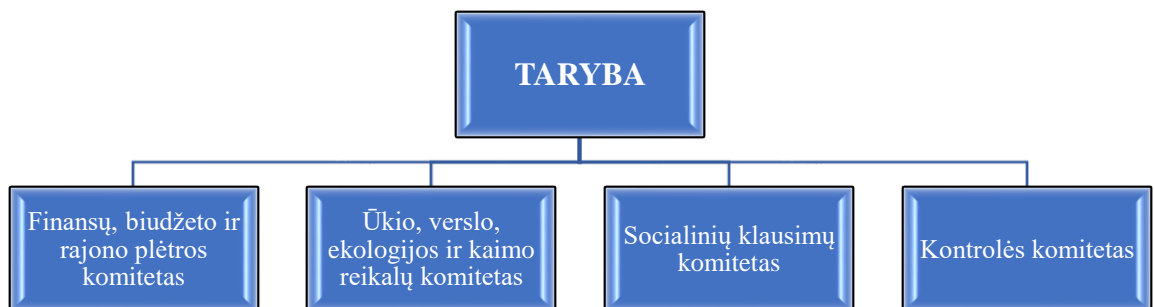 TARYBA
Finansų, biudžeto ir
rajono plėtros
komitetas
Ūkio, verslo,
ekologijos ir kaimo
reikalų komitetas
Socialinių klausimų
komitetas
Kontrolės komitetas